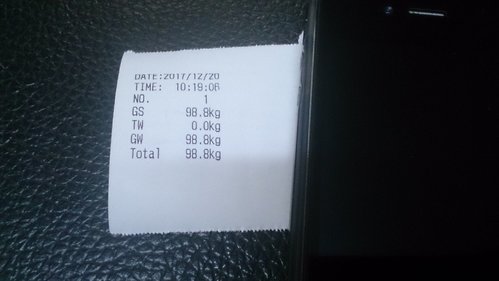 DATE:2017/12/20
TIME: 10:19:06
NO. 1
GS 98.8kg
TW 0.0kg
GW 98.8kg
Total 98.8kg